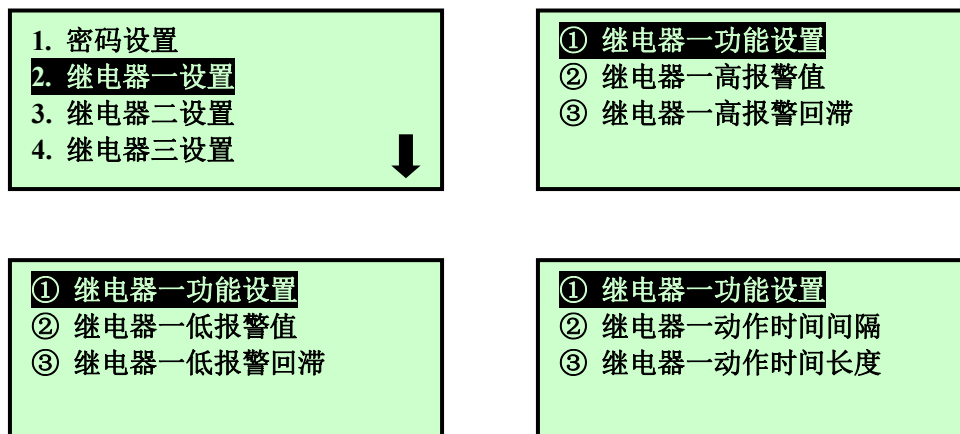 1. 密码设置
2. 继电器一设置
3. 继电器二设置
4. 继电器三设置
① 继电器一功能设置
② 继电器一高报警值
③ 继电器一高报警回滞
① 继电器一功能设置
② 继电器一低报警值
③ 继电器一低报警回滞
① 继电器一功能设置
② 继电器一动作时间间隔
③ 继电器一动作时间长度